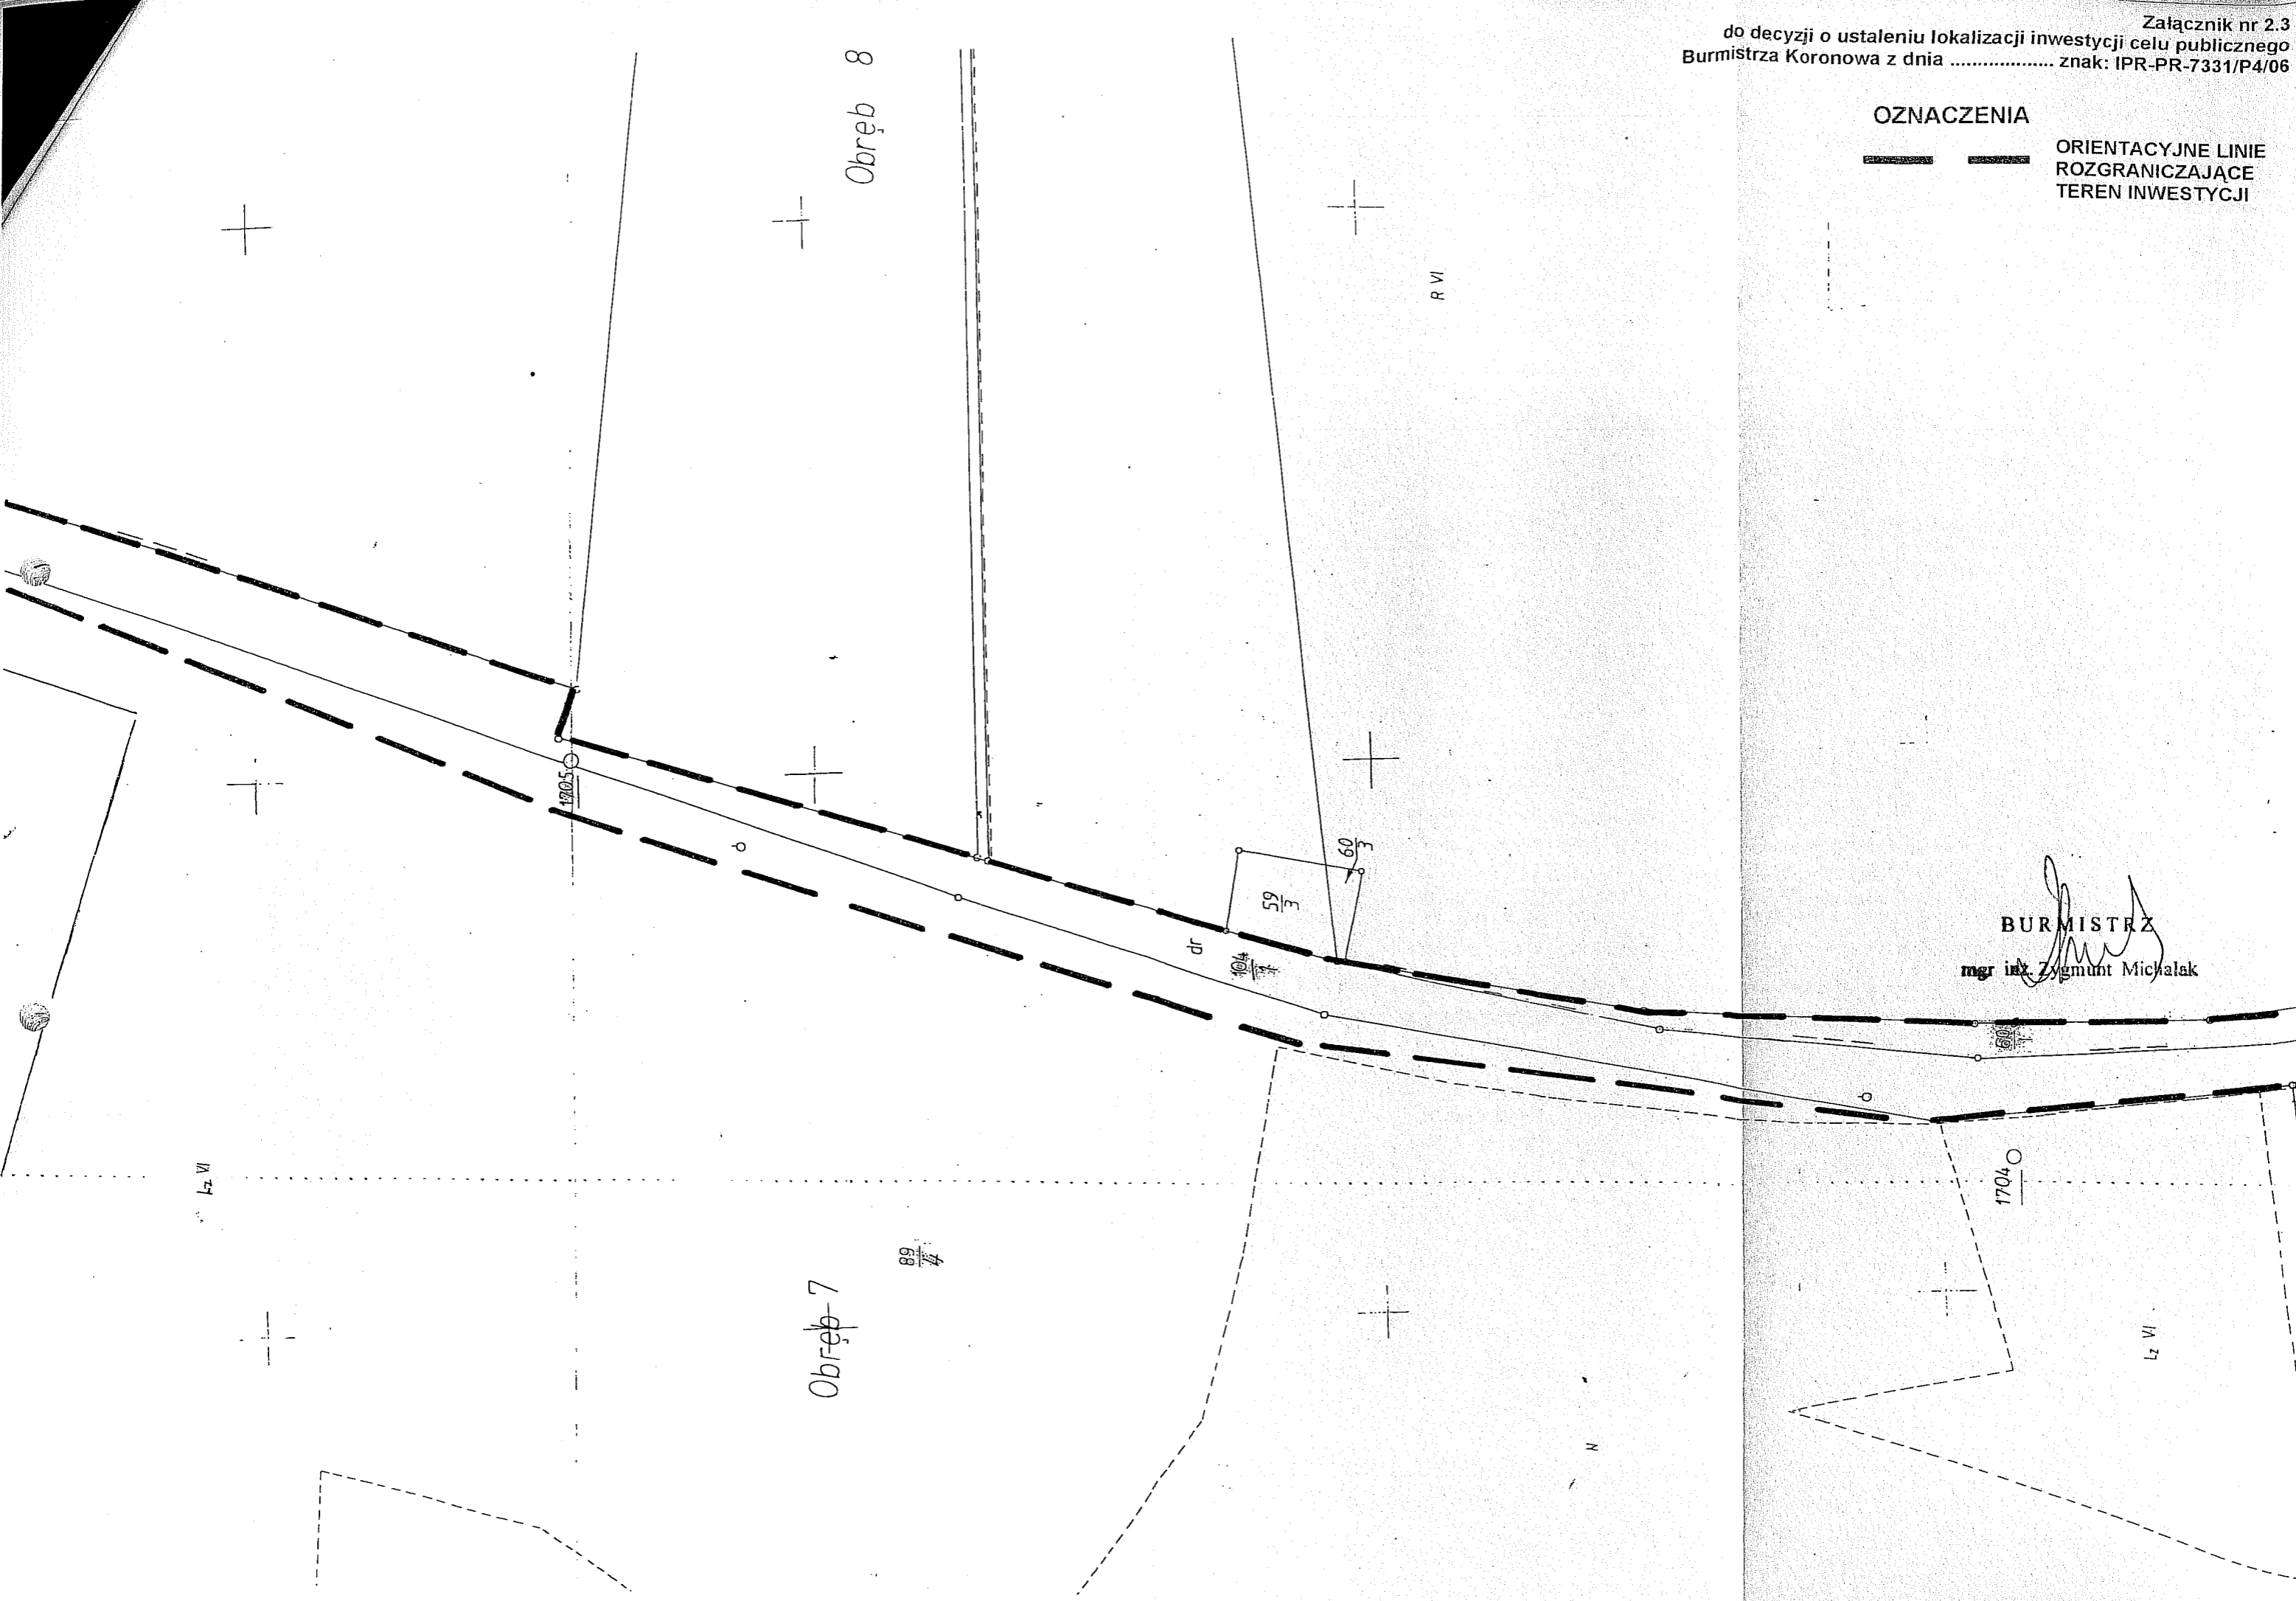 Załącznik nr 2.3
do decyzji o ustaleniu lokalizacji inwestycji celu publicznego
Burmistrza Koronowa z dnia ................... znak: IPR-PR-7331/P4/06
OZNACZENIA
ORIENTACYJNE LINIE
ROZGRANICZAJĄCE
TEREN INWESTYCJI
Obręb 8
R VI
1705
60
3
59
3
dr
104
BURMISTRZ
mgr inż. Zygmunt Michalak
1704
Lz VI
89
4
Obręb 7
Lz VI
N